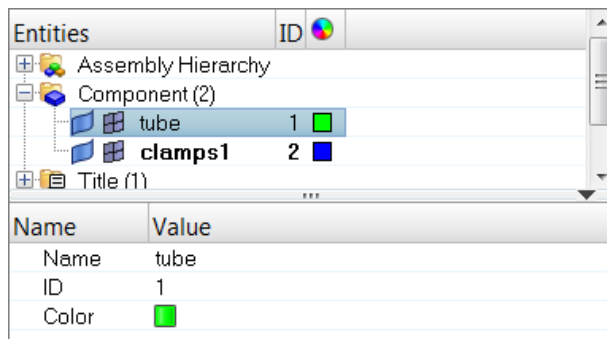 Entities ID
Assembly Hierarchy
Component (2)
tube 1
clamps1 2
Title (1)
Name Value
Name tube
ID 1
Color